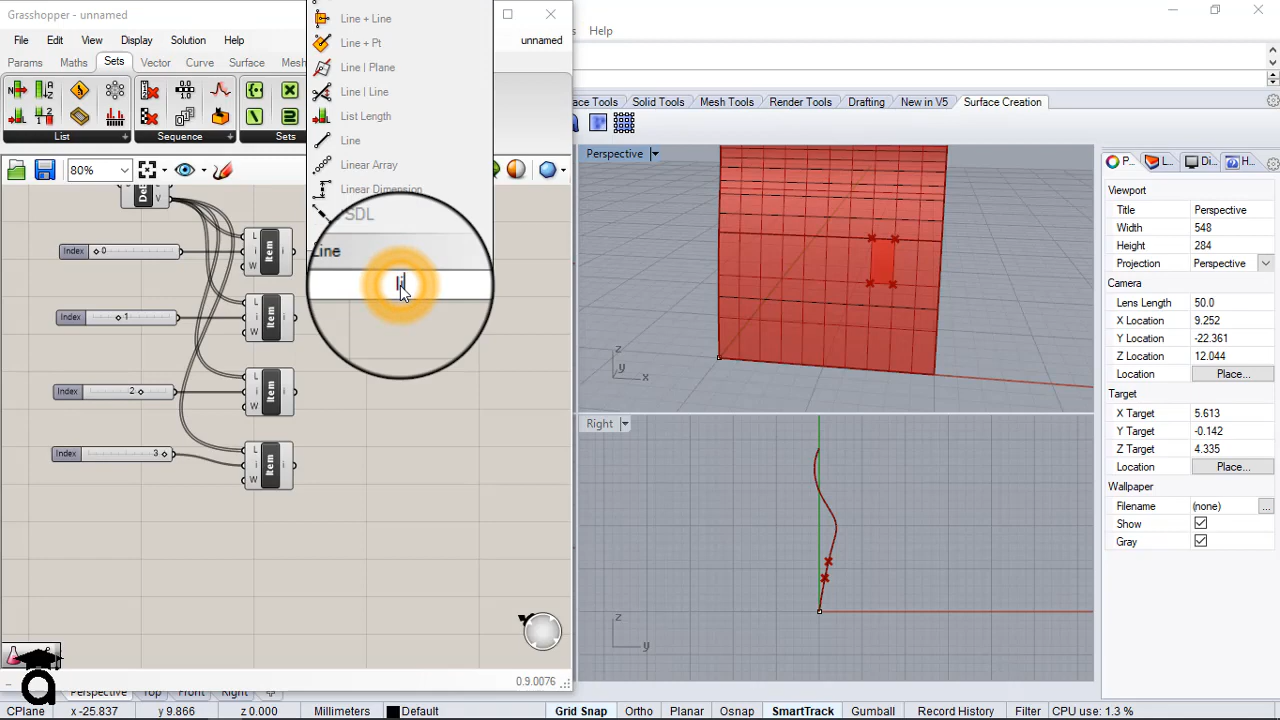 Grasshopper - unnamed
File
Edit
View
Display
Solution
Help
unnamed
Params
Maths
Sets
Vector
Curve
Surface
Mesh
List
Sequence
Sets
80%
Line + Line
Line + Pt
Line | Plane
Line | Line
List Length
Line
Linear Array
Linear Dimension
SDL
Line
li
V
Index
0
L
i
W
Item
i
Index
1
L
i
W
Item
i
Index
2
L
i
W
Item
i
Index
3
L
i
W
Item
i
0.9.0076
Help
Solid Tools
Mesh Tools
Render Tools
Drafting
New in V5
Surface Creation
Perspective
z
y
x
Right
z
y
P...
L...
Di...
H...
Viewport
Title Perspective
Width 548
Height 284
Projection Perspective
Camera
Lens Length 50.0
X Location 9.252
Y Location -22.361
Z Location 12.044
Location Place...
Target
X Target 5.613
Y Target -0.142
Z Target 4.335
Location Place...
Wallpaper
Filename (none) ...
Show
Gray
Perspective
Top
Front
Right
CPlane x -25.837 y 9.866 z 0.000 Millimeters Default Grid Snap Ortho Planar Osnap SmartTrack Gumball Record History Filter CPU use: 1.3 %